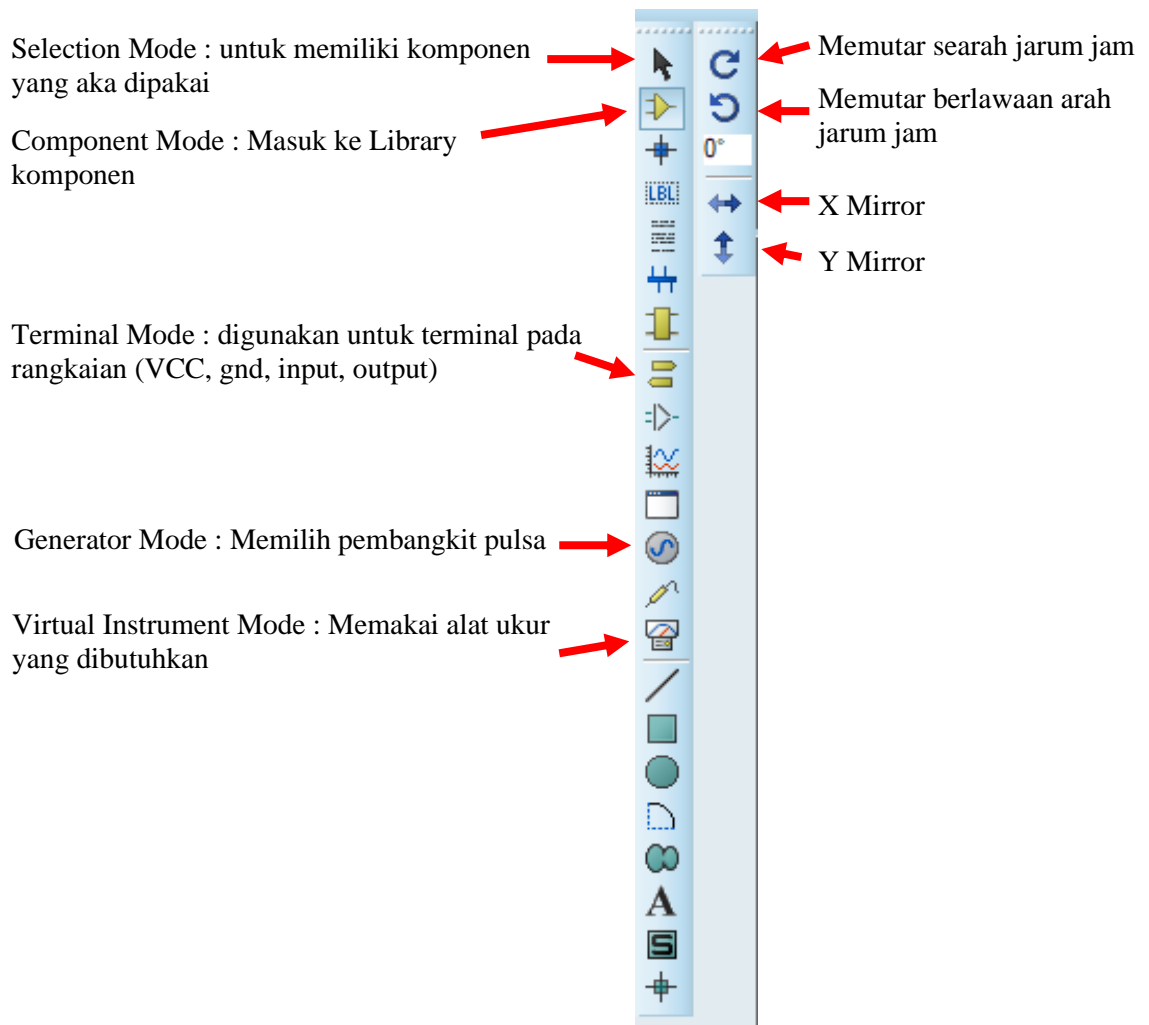 Selection Mode : untuk memiliki komponen
yang aka dipakai
Component Mode : Masuk ke Library
komponen
Terminal Mode : digunakan untuk terminal pada
rangkaian (VCC, gnd, input, output)
Generator Mode : Memilih pembangkit pulsa
Virtual Instrument Mode : Memakai alat ukur
yang dibutuhkan
LBL
A
S
Memutar searah jarum jam
Memutar berlawaan arah
jarum jam
0°
X Mirror
Y Mirror